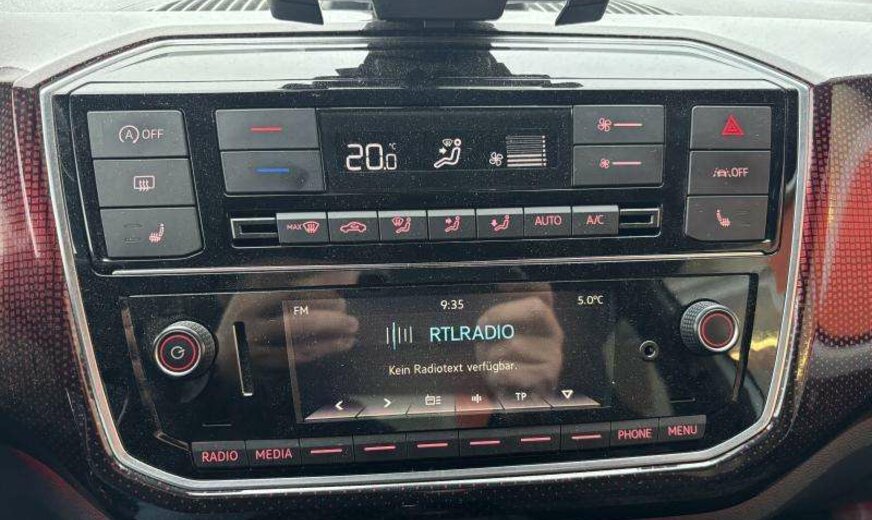 A OFF
20.0 °C
OFF
MAX
AUTO
A/C
FM
9:35
5.0°C
RTLRADIO
Kein Radiotext verfügbar.
TP
RADIO
MEDIA
PHONE
MENU